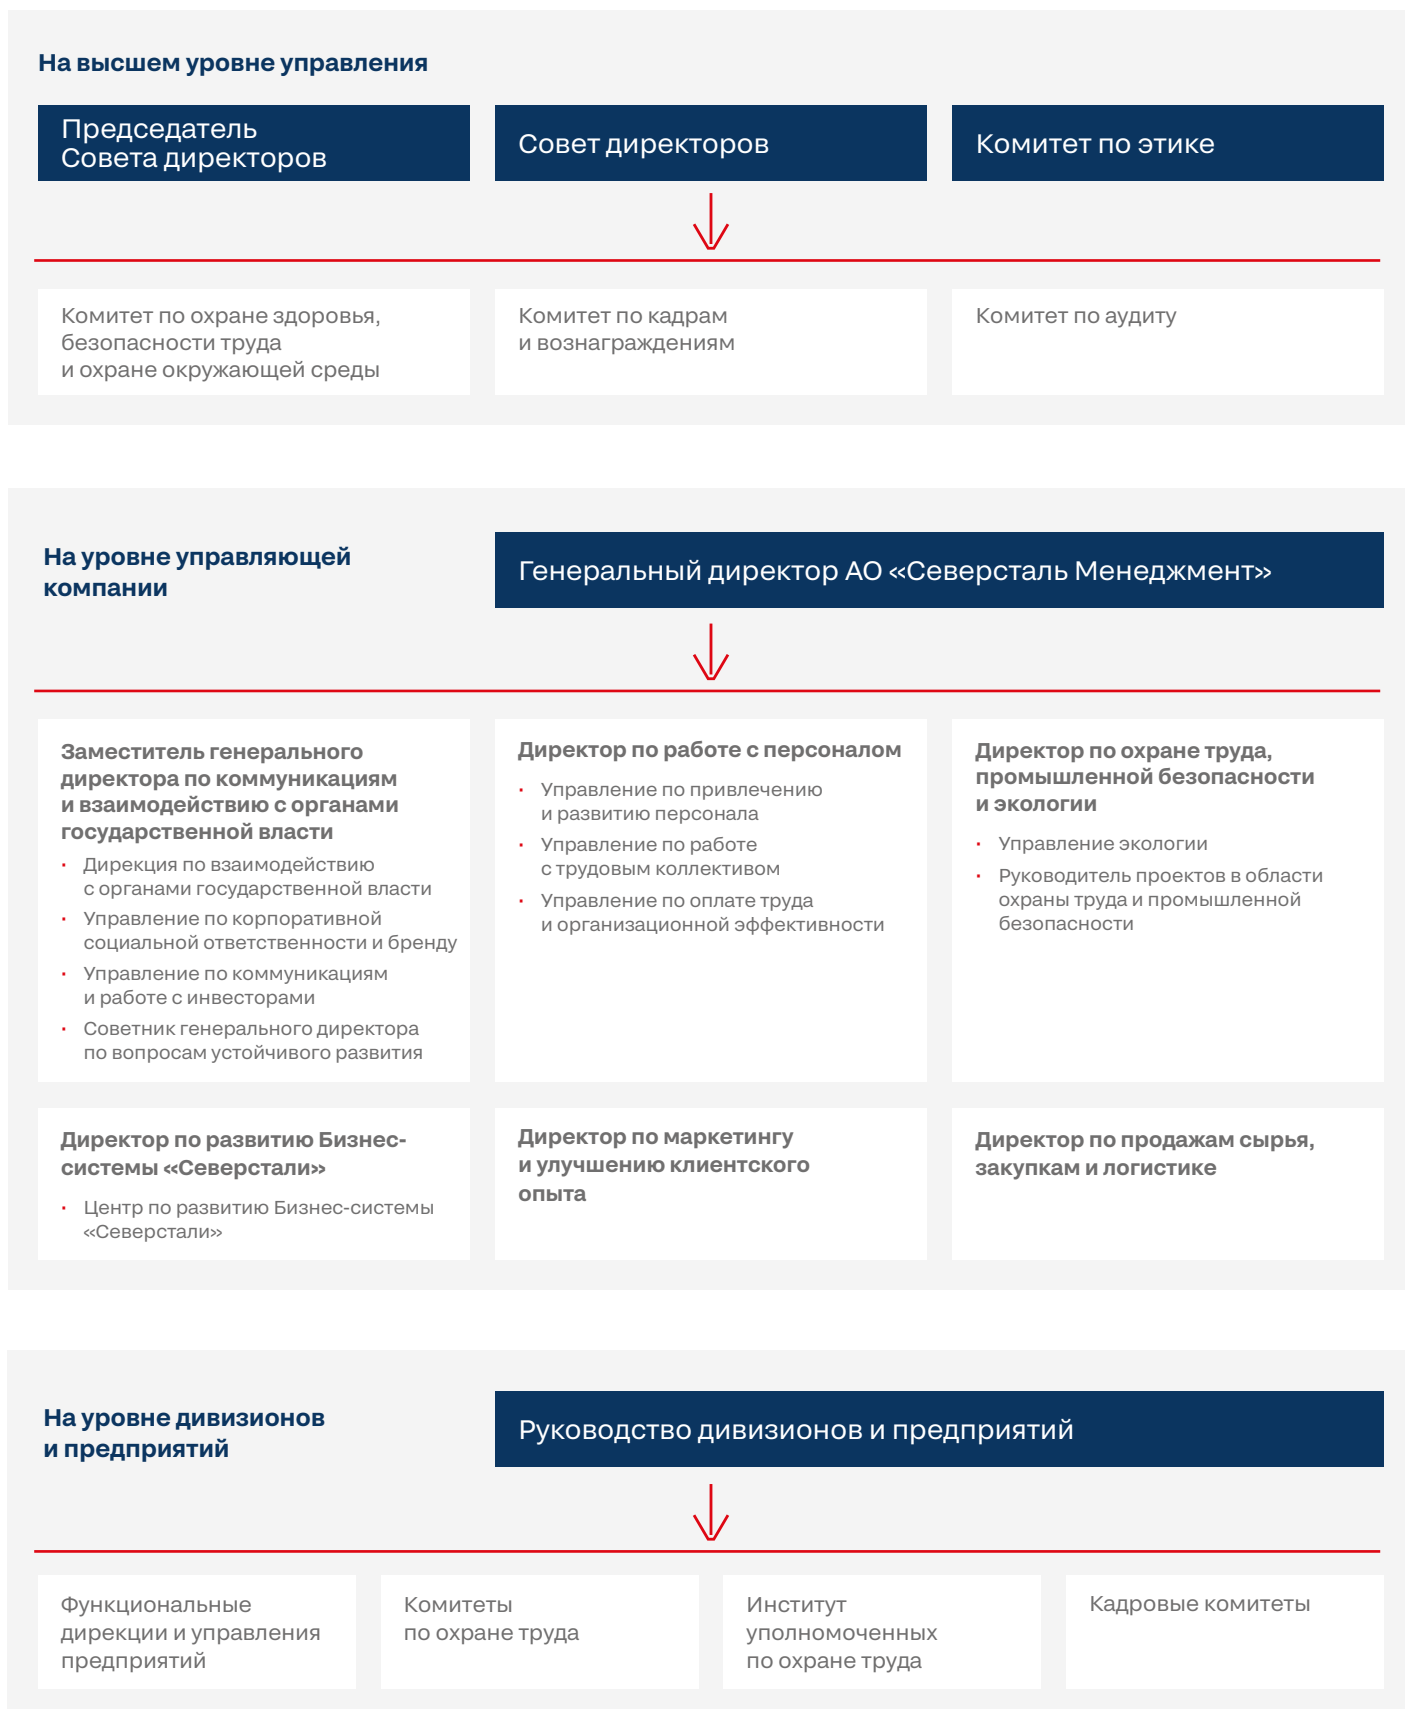 На высшем уровне управления
Председатель
Совета директоров
Совет директоров
Комитет по этике
Комитет по охране здоровья,
безопасности труда
и охране окружающей среды
Комитет по кадрам
и вознаграждениям
Комитет по аудиту
На уровне управляющей
компании
Генеральный директор АО «Северсталь Менеджмент»
Заместитель генерального
директора по коммуникациям
и взаимодействию с органами
государственной власти
· Дирекция по взаимодействию
с органами государственной власти
· Управление по корпоративной
социальной ответственности и бренду
· Управление по коммуникациям
и работе с инвесторами
· Советник генерального директора
по вопросам устойчивого развития
Директор по работе с персоналом
· Управление по привлечению
и развитию персонала
· Управление по работе
с трудовым коллективом
· Управление по оплате труда
и организационной эффективности
Директор по охране труда,
промышленной безопасности
и экологии
· Управление экологии
· Руководитель проектов в области
охраны труда и промышленной
безопасности
Директор по развитию Бизнес-
системы «Северстали»
· Центр по развитию Бизнес-системы
«Северстали»
Директор по маркетингу
и улучшению клиентского
опыта
Директор по продажам сырья,
закупкам и логистике
На уровне дивизионов
и предприятий
Руководство дивизионов и предприятий
Функциональные
дирекции и управления
предприятий
Комитеты
по охране труда
Институт
уполномоченных
по охране труда
Кадровые комитеты